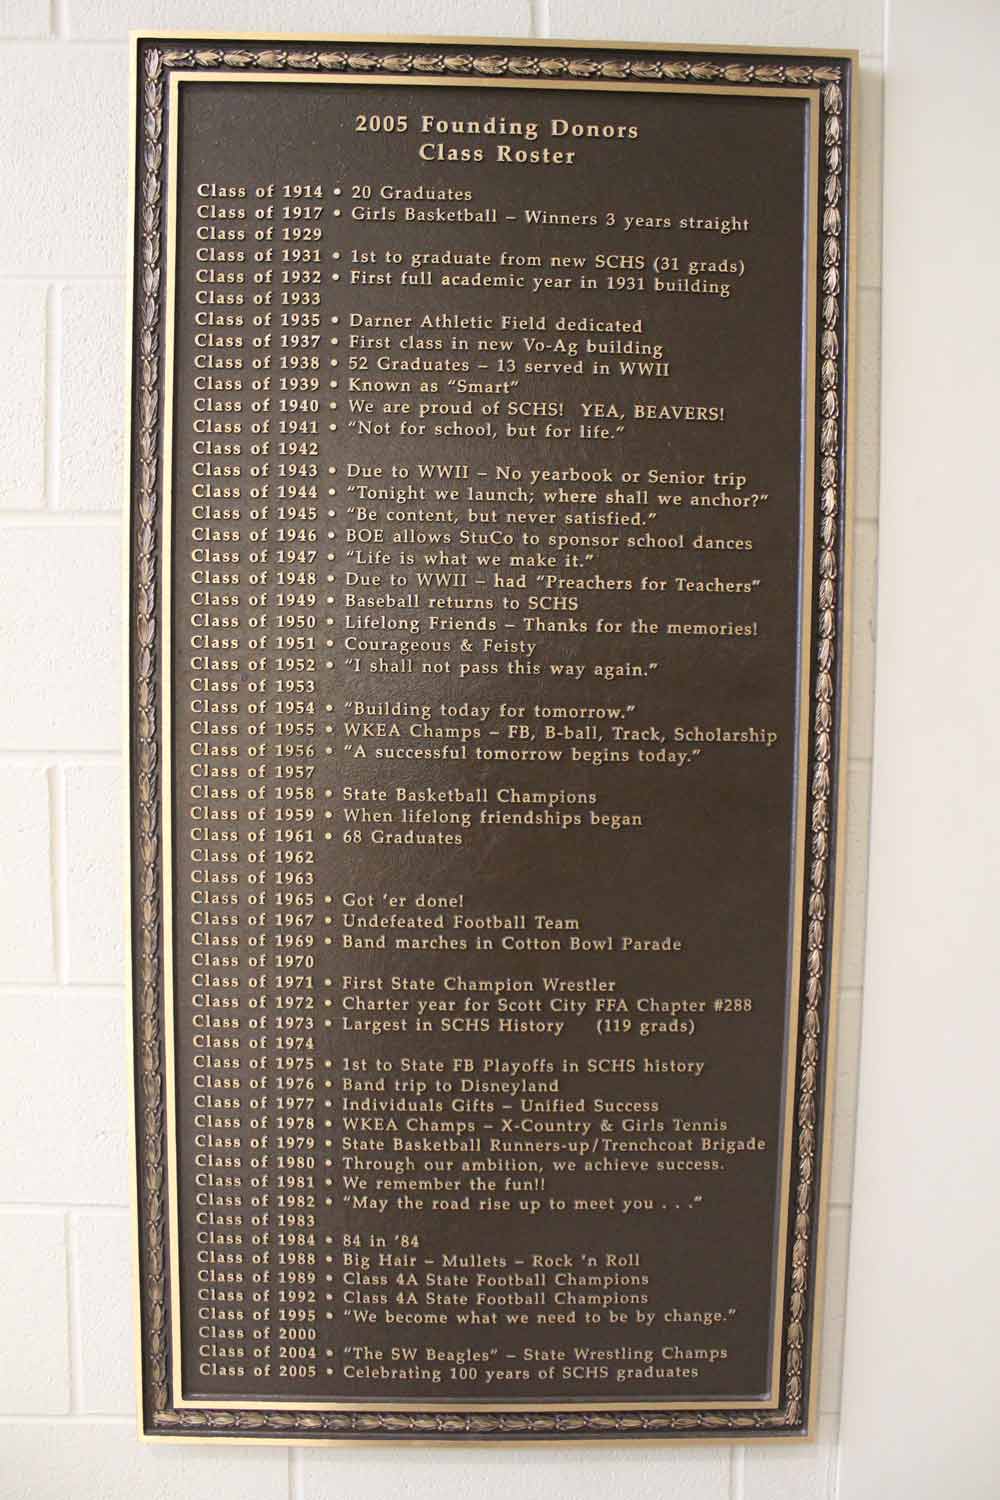 2005 Founding Donors
Class Roster
Class of 1914 • 20 Graduates
Class of 1917 • Girls Basketball – Winners 3 years straight
Class of 1929
Class of 1931 • 1st to graduate from new SCHS (31 grads)
Class of 1932 • First full academic year in 1931 building
Class of 1933
Class of 1935 • Darner Athletic Field dedicated
Class of 1937 • First class in new Vo-Ag building
Class of 1938 • 52 Graduates – 13 served in WWII
Class of 1939 • Known as “Smart”
Class of 1940 • We are proud of SCHS! YEA, BEAVERS!
Class of 1941 • “Not for school, but for life.”
Class of 1942
Class of 1943 • Due to WWII – No yearbook or Senior trip
Class of 1944 • “Tonight we launch; where shall we anchor?”
Class of 1945 • “Be content, but never satisfied.”
Class of 1946 • BOE allows StuCo to sponsor school dances
Class of 1947 • “Life is what we make it.”
Class of 1948 • Due to WWII – had “Preachers for Teachers”
Class of 1949 • Baseball returns to SCHS
Class of 1950 • Lifelong Friends – Thanks for the memories!
Class of 1951 • Courageous & Feisty
Class of 1952 • “I shall not pass this way again.”
Class of 1953
Class of 1954 • “Building today for tomorrow.”
Class of 1955 • WKEA Champs – FB, B-ball, Track, Scholarship
Class of 1956 • “A successful tomorrow begins today.”
Class of 1957
Class of 1958 • State Basketball Champions
Class of 1959 • When lifelong friendships began
Class of 1961 • 68 Graduates
Class of 1962
Class of 1963
Class of 1965 • Got ’er done!
Class of 1967 • Undefeated Football Team
Class of 1969 • Band marches in Cotton Bowl Parade
Class of 1970
Class of 1971 • First State Champion Wrestler
Class of 1972 • Charter year for Scott City FFA Chapter #288
Class of 1973 • Largest in SCHS History (119 grads)
Class of 1974
Class of 1975 • 1st to State FB Playoffs in SCHS history
Class of 1976 • Band trip to Disneyland
Class of 1977 • Individuals Gifts – Unified Success
Class of 1978 • WKEA Champs – X-Country & Girls Tennis
Class of 1979 • State Basketball Runners-up/Trenchcoat Brigade
Class of 1980 • Through our ambition, we achieve success.
Class of 1981 • We remember the fun!!
Class of 1982 • “May the road rise up to meet you . . .”
Class of 1983
Class of 1984 • 84 in ’84
Class of 1988 • Big Hair – Mullets – Rock ’n Roll
Class of 1989 • Class 4A State Football Champions
Class of 1992 • Class 4A State Football Champions
Class of 1995 • “We become what we need to be by change.”
Class of 2000
Class of 2004 • “The SW Beagles” – State Wrestling Champs
Class of 2005 • Celebrating 100 years of SCHS graduates